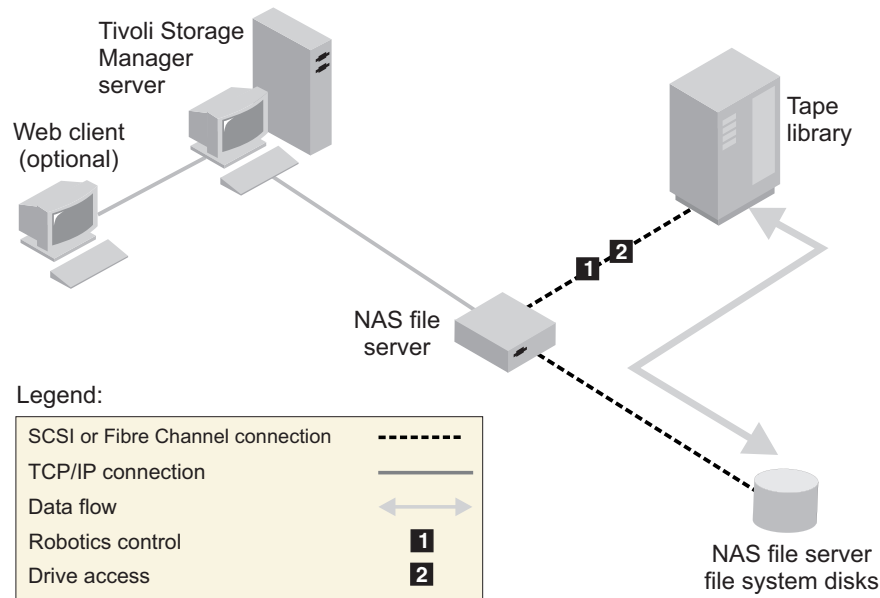 Tivoli Storage
Manager
server
Web client
(optional)
Tape
library
1
2
NAS file
server
Legend:
SCSI or Fibre Channel connection
TCP/IP connection
Data flow
Robotics control 1
Drive access 2
NAS file server
file system disks